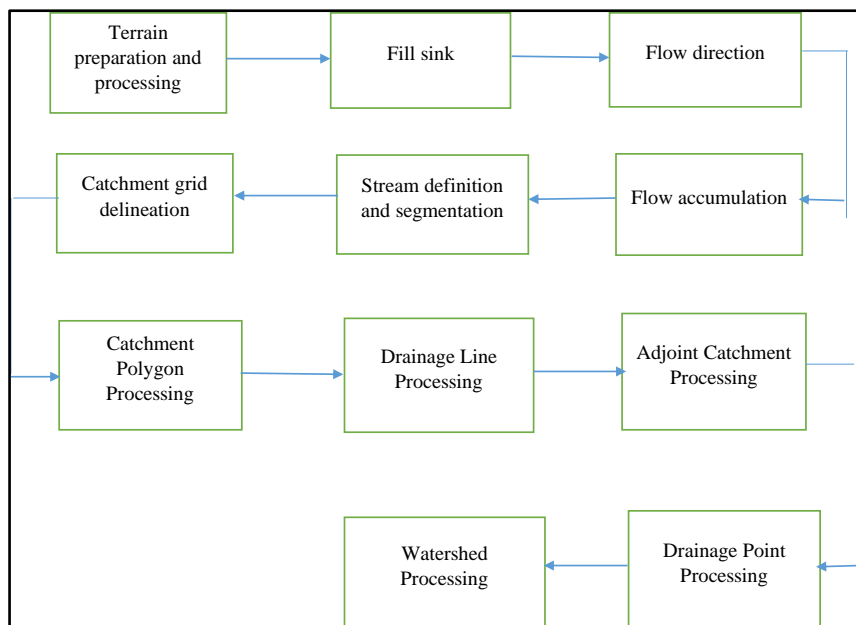 Terrain
preparation and
processing
Fill sink
Flow direction
Catchment grid
delineation
Stream definition
and segmentation
Flow accumulation
Catchment
Polygon
Processing
Drainage Line
Processing
Adjoint Catchment
Processing
Watershed
Processing
Drainage Point
Processing